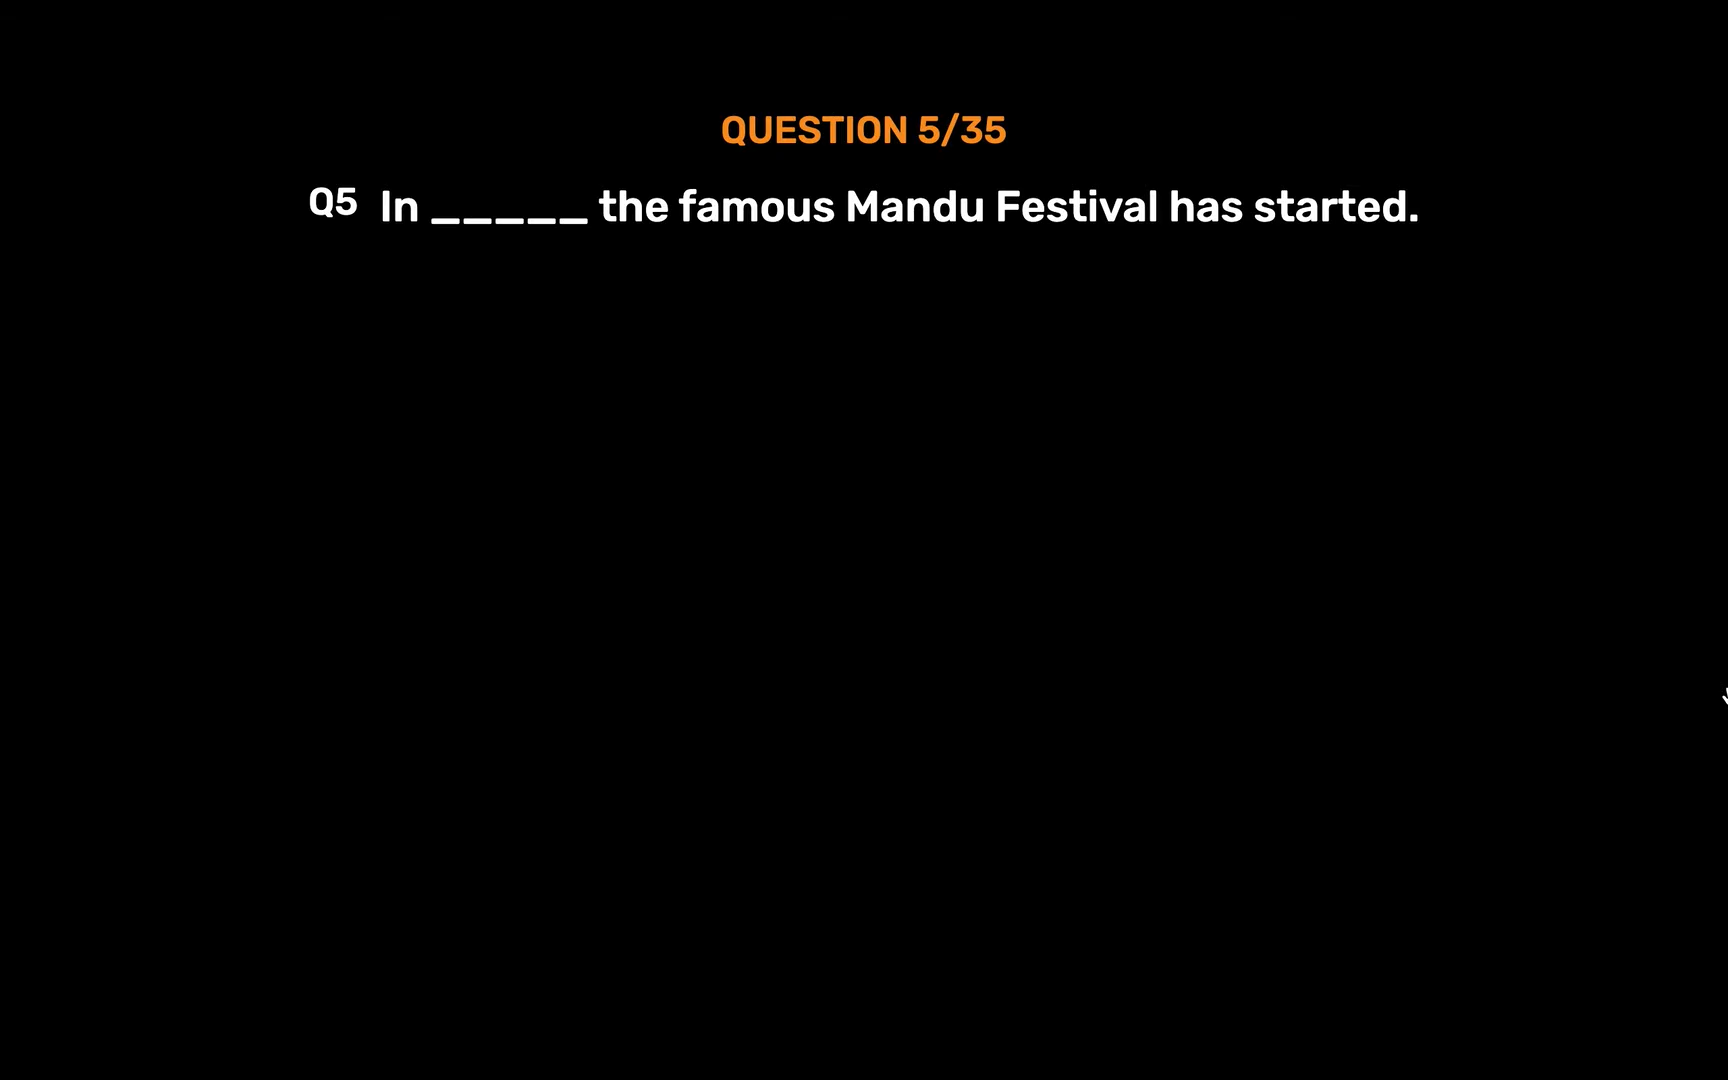 QUESTION 5/35
Q5 In _____ the famous Mandu Festival has started.